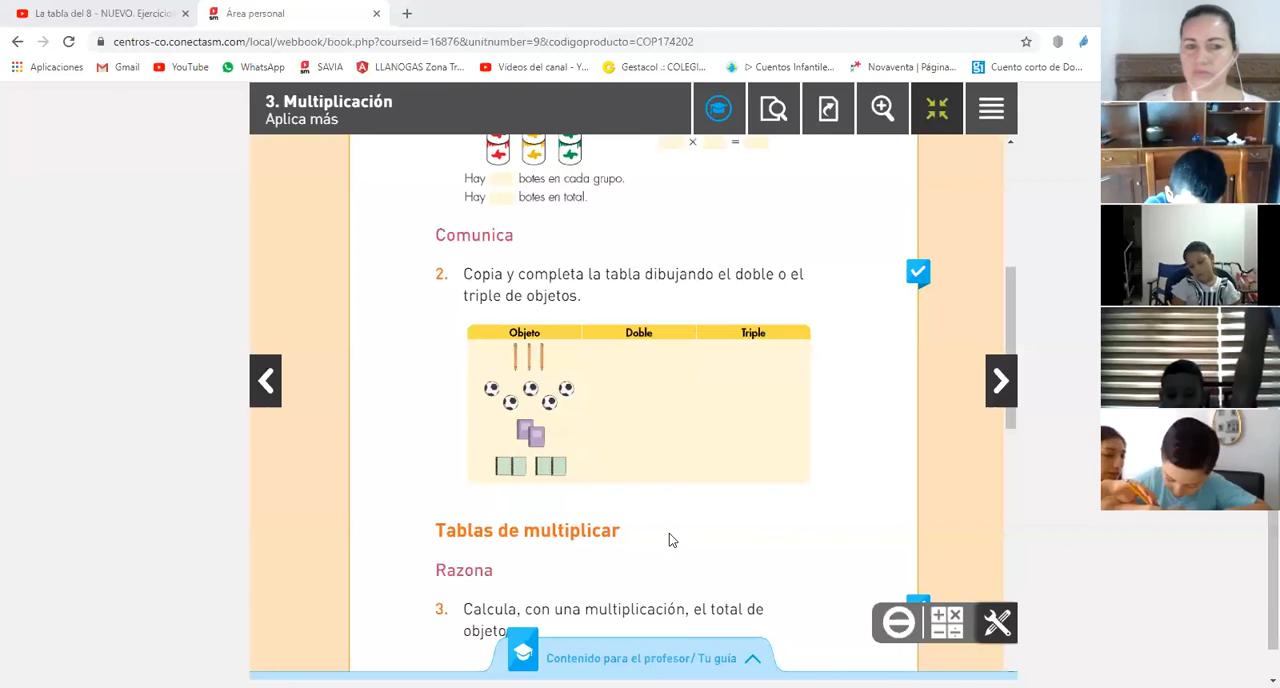 La tabla del 8 - NUEVO. Ejercicio
Área personal
centros-co.conectasm.com/local/webbook/book.php?courseid=16876&unitnumber=9&codigoproducto=COP174202
Aplicaciones
Gmail
YouTube
WhatsApp
SAVIA
LLANOGAS Zona Tr...
Vídeos del canal - Y...
Gestacol .: COLEGI...
▷ Cuentos Infantile...
Novaventa | Página...
Cuento corto de Do...
3. Multiplicación
Aplica más
× =
Hay botes en cada grupo.
Hay botes en total.
Comunica
2. Copia y completa la tabla dibujando el doble o el
triple de objetos.
Objeto Doble Triple
Tablas de multiplicar
Razona
3. Calcula, con una multiplicación, el total de
objeto
Contenido para el profesor/ Tu guía